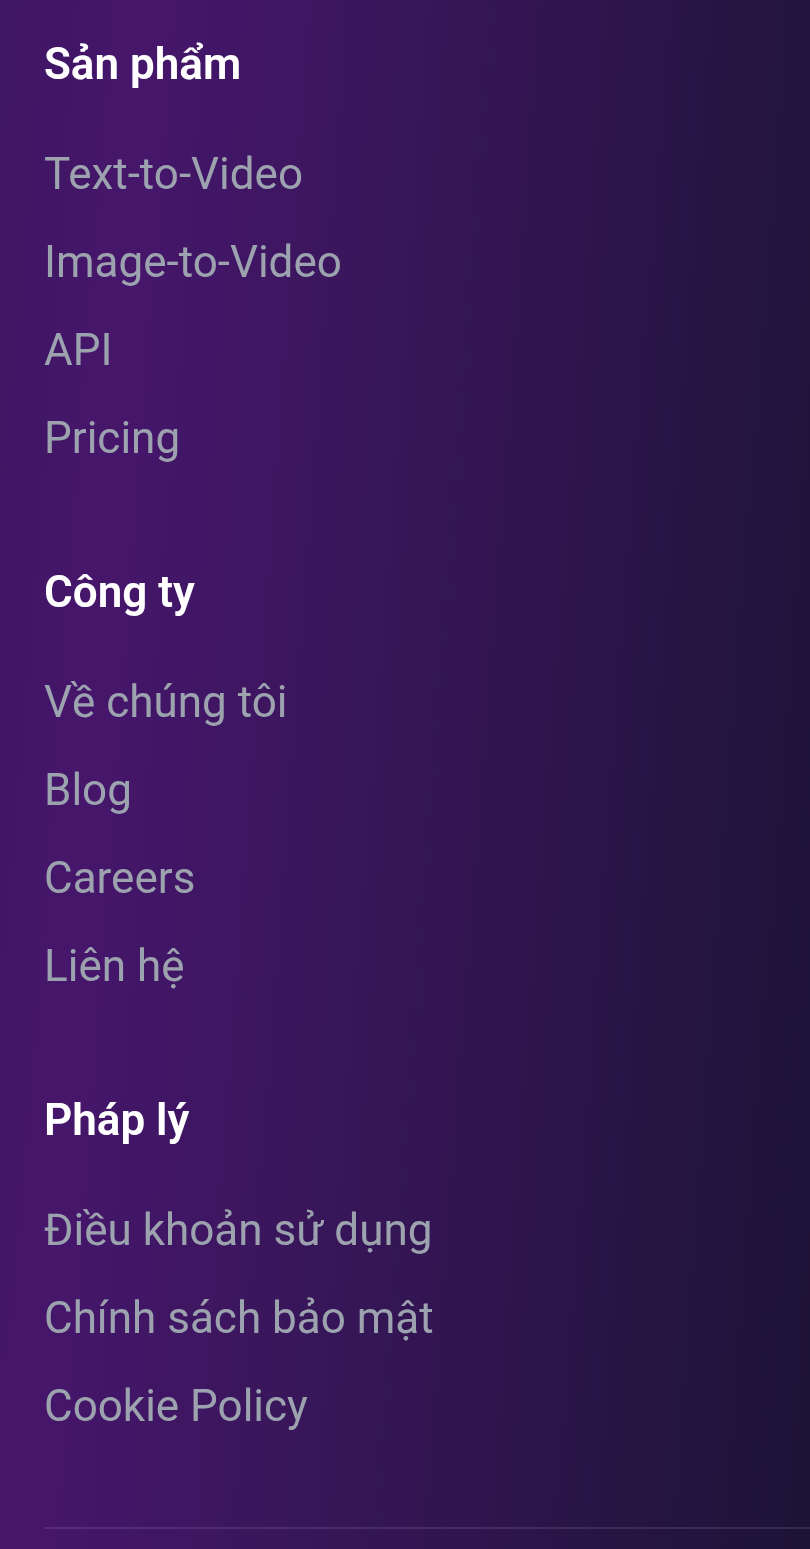 Sản phẩm
Text-to-Video
Image-to-Video
API
Pricing
Công ty
Về chúng tôi
Blog
Careers
Liên hệ
Pháp lý
Điều khoản sử dụng
Chính sách bảo mật
Cookie Policy